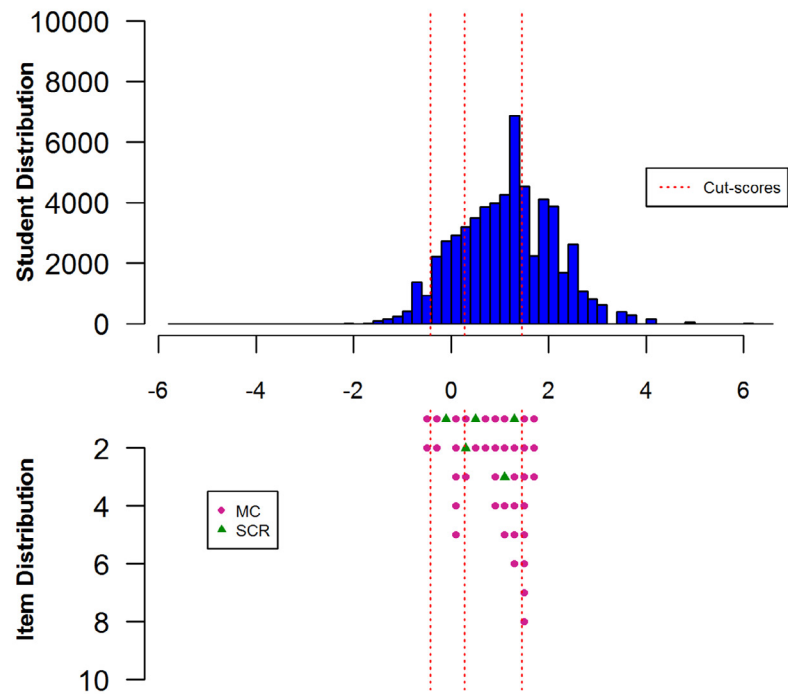 10000
8000
6000
4000
2000
0
Student Distribution
Cut-scores
-6 -4 -2 0 2 4 6
2
4
6
8
10
Item Distribution
MC
SCR